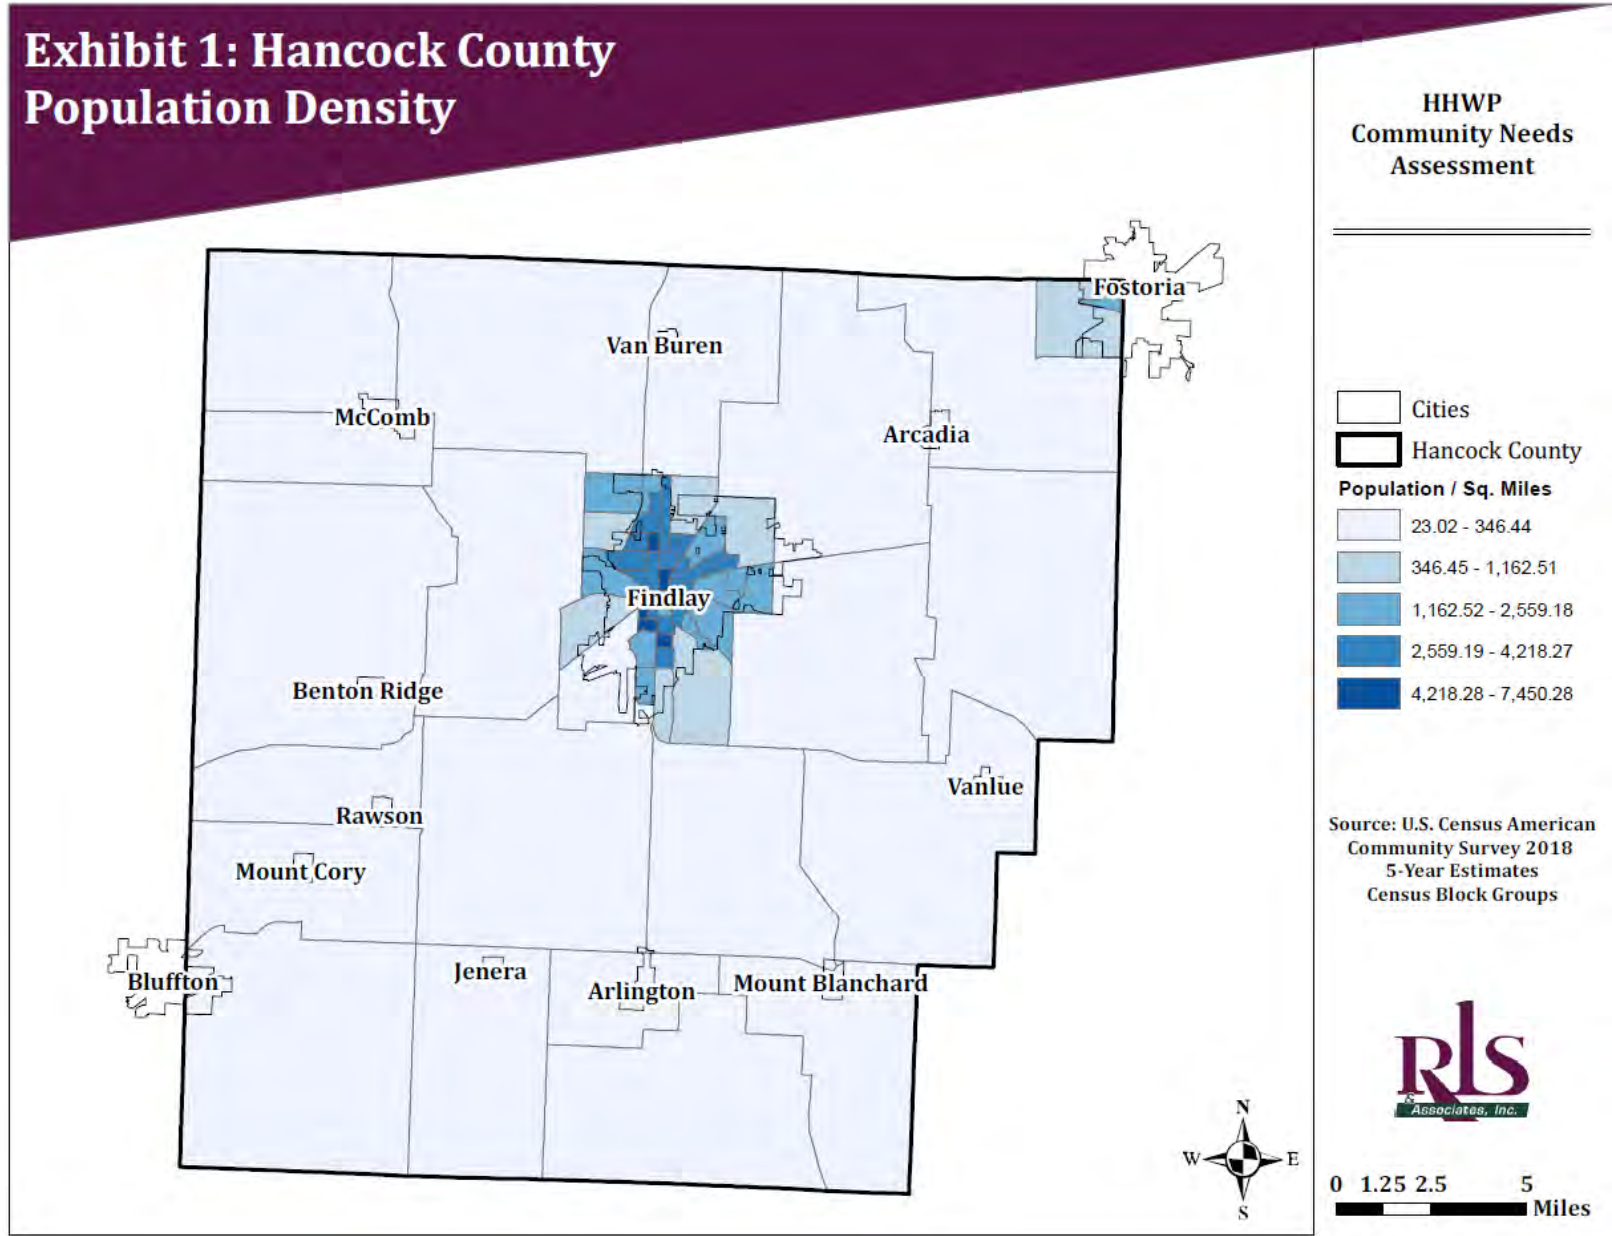 Exhibit 1: Hancock County
Population Density
HHWP
Community Needs
Assessment
Fostoria
Van Buren
McComb
Arcadia
Findlay
Benton Ridge
Vanlue
Rawson
Mount Cory
Bluffton
Jenera
Arlington
Mount Blanchard
Cities
Hancock County
Population / Sq. Miles
23.02 - 346.44
346.45 - 1,162.51
1,162.52 - 2,559.18
2,559.19 - 4,218.27
4,218.28 - 7,450.28
Source: U.S. Census American
Community Survey 2018
5-Year Estimates
Census Block Groups
RLS
& Associates, Inc.
N
W E
S
0 1.25 2.5 5
Miles